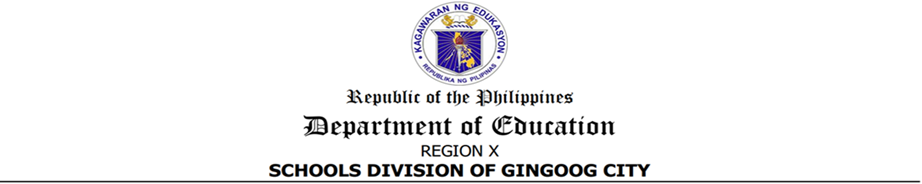 KAGAWARAN NG EDUKASYON
REPUBLIKA NG PILIPINAS
Republic of the Philippines
Department of Education
REGION X
SCHOOLS DIVISION OF GINGOOG CITY